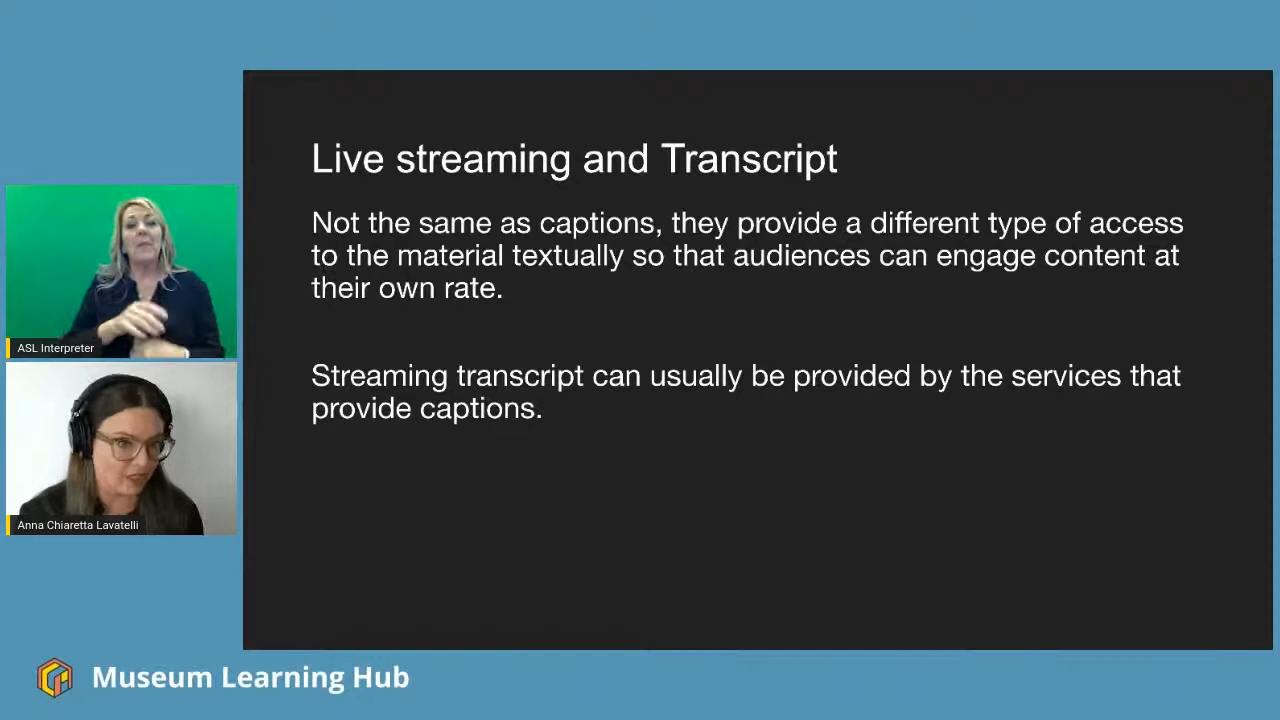 Live streaming and Transcript
Not the same as captions, they provide a different type of access
to the material textually so that audiences can engage content at
their own rate.
Streaming transcript can usually be provided by the services that
provide captions.
ASL Interpreter
Anna Chiaretta Lavatelli
Museum Learning Hub